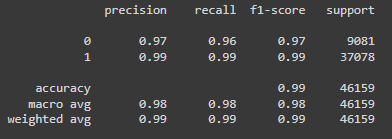 precision recall f1-score support
0 0.97 0.96 0.97 9081
1 0.99 0.99 0.99 37078
accuracy 0.99 46159
macro avg 0.98 0.98 0.98 46159
weighted avg 0.99 0.99 0.99 46159